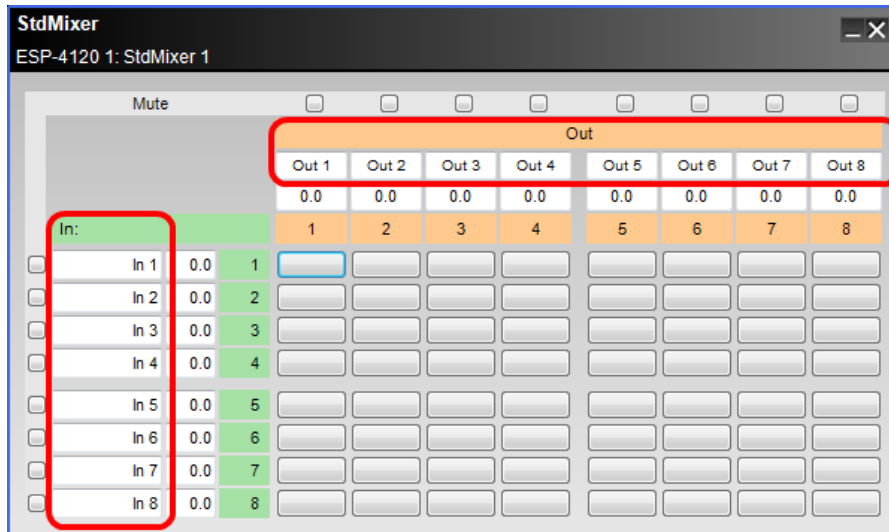 StdMixer
ESP-4120 1: StdMixer 1
Mute
Out
Out 1 Out 2 Out 3 Out 4 Out 5 Out 6 Out 7 Out 8
0.0 0.0 0.0 0.0 0.0 0.0 0.0 0.0
In: 1 2 3 4 5 6 7 8
In 1 0.0 1
In 2 0.0 2
In 3 0.0 3
In 4 0.0 4
In 5 0.0 5
In 6 0.0 6
In 7 0.0 7
In 8 0.0 8